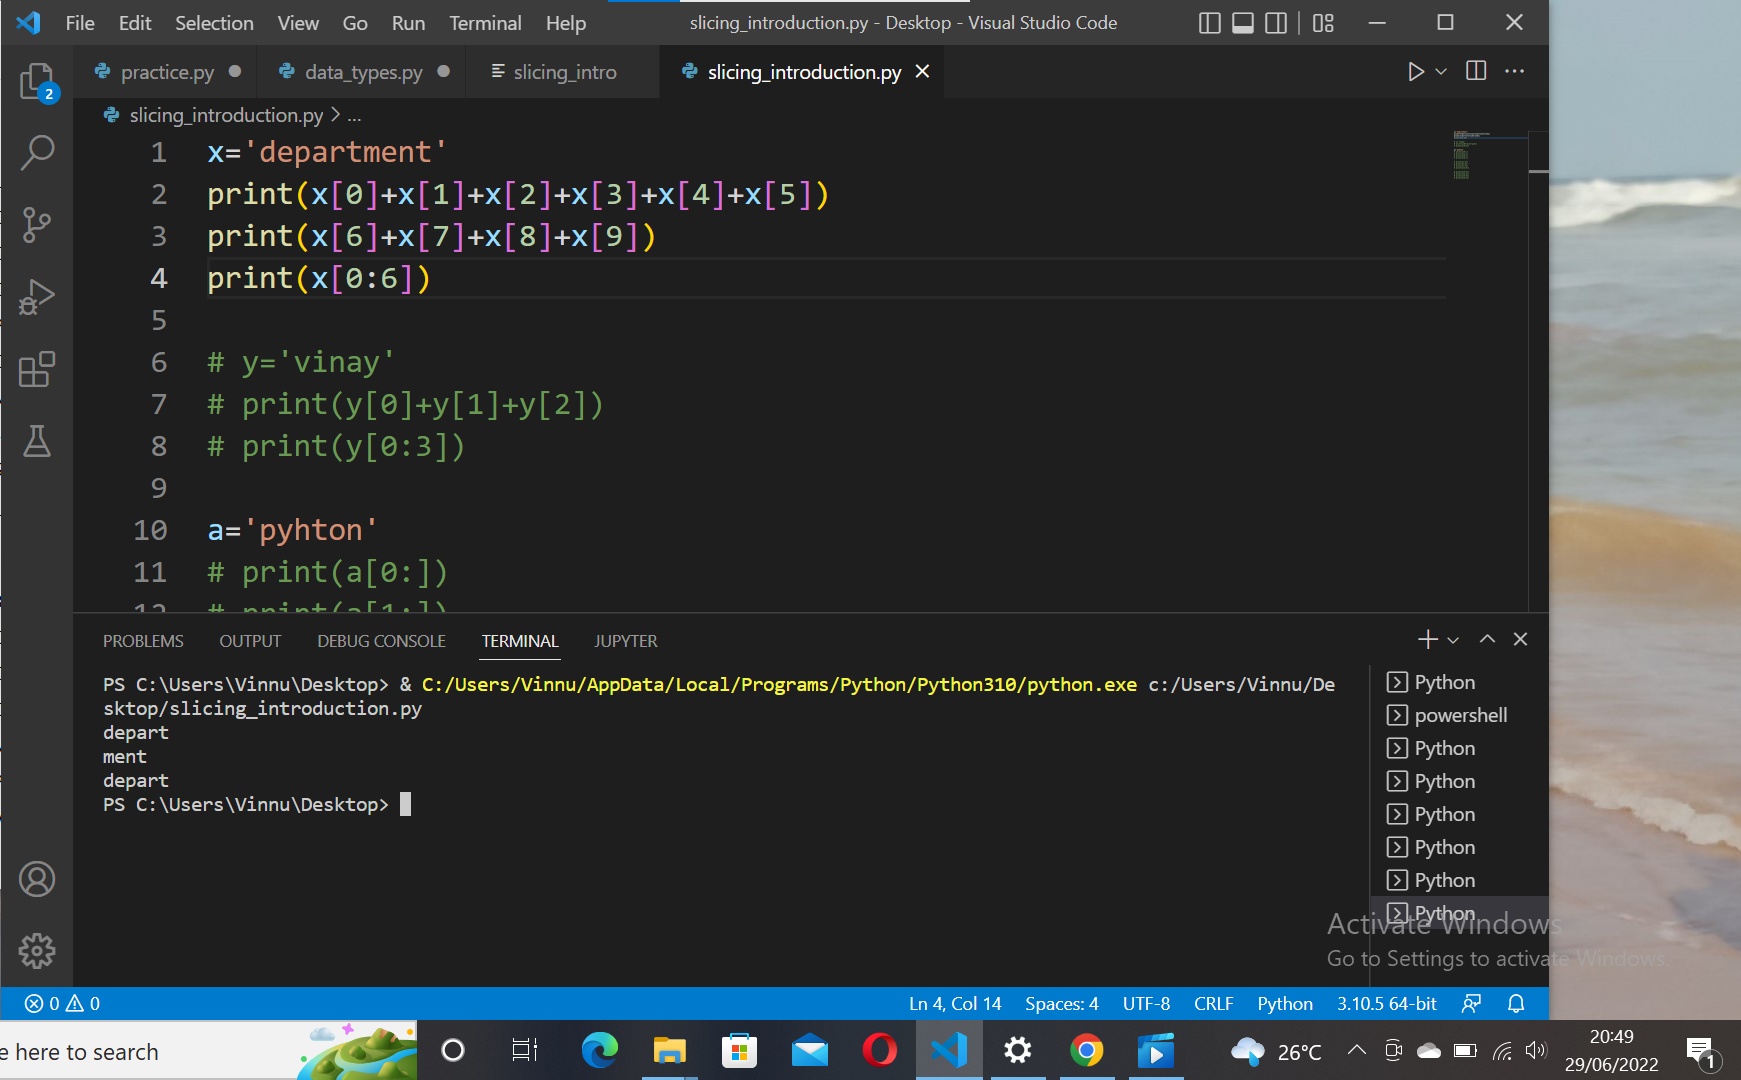 File Edit Selection View Go Run Terminal Help slicing_introduction.py - Desktop - Visual Studio Code
practice.py data_types.py slicing_intro slicing_introduction.py
2
slicing_introduction.py > ...
1 x='department'
2 print(x[0]+x[1]+x[2]+x[3]+x[4]+x[5])
3 print(x[6]+x[7]+x[8]+x[9])
4 print(x[0:6])
5
6 # y='vinay'
7 # print(y[0]+y[1]+y[2])
8 # print(y[0:3])
9
10 a='pyhton'
11 # print(a[0:])
12 # print(a[1:])
PROBLEMS OUTPUT DEBUG CONSOLE TERMINAL JUPYTER
PS C:\Users\Vinnu\Desktop> & C:/Users/Vinnu/AppData/Local/Programs/Python/Python310/python.exe c:/Users/Vinnu/De
sktop/slicing_introduction.py
depart
ment
depart
PS C:\Users\Vinnu\Desktop>
Python
powershell
Python
Python
Python
Python
Python
Python
Activate Windows
Go to Settings to activate Windows.
0 0 Ln 4, Col 14 Spaces: 4 UTF-8 CRLF Python 3.10.5 64-bit
e here to search 26°C 20:49
29/06/2022 1